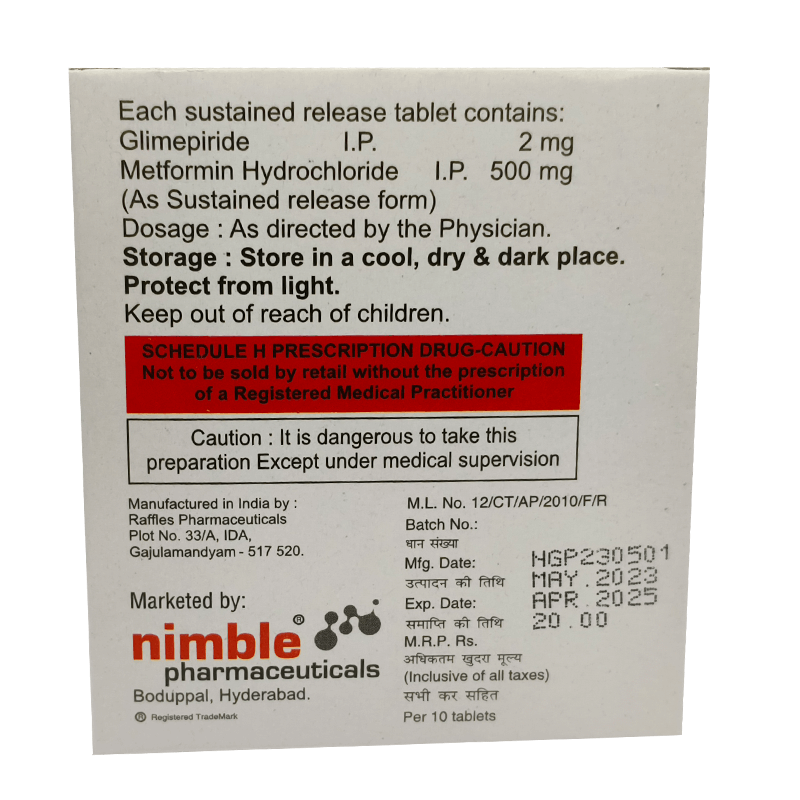 Each sustained release tablet contains:
Glimepiride I.P. 2 mg
Metformin Hydrochloride I.P. 500 mg
(As Sustained release form)
Dosage : As directed by the Physician.
Storage : Store in a cool, dry & dark place.
Protect from light.
Keep out of reach of children.
SCHEDULE H PRESCRIPTION DRUG-CAUTION
Not to be sold by retail without the prescription
of a Registered Medical Practitioner
Caution : It is dangerous to take this
preparation Except under medical supervision
Manufactured in India by :
Raffles Pharmaceuticals
Plot No. 33/A, IDA,
Gajulamandyam - 517 520.
Marketed by:
nimble ®
pharmaceuticals
Boduppal, Hyderabad.
® Registered TradeMark
M.L. No. 12/CT/AP/2010/F/R
Batch No.:
धान संख्या
Mfg. Date:
उत्पादन की तिथि
Exp. Date:
समाप्ति की तिथि
M.R.P. Rs.
अधिकतम खुदरा मूल्य
(Inclusive of all taxes)
सभी कर सहित
Per 10 tablets
HGP230501
MAY.2023
APR.2025
20.00